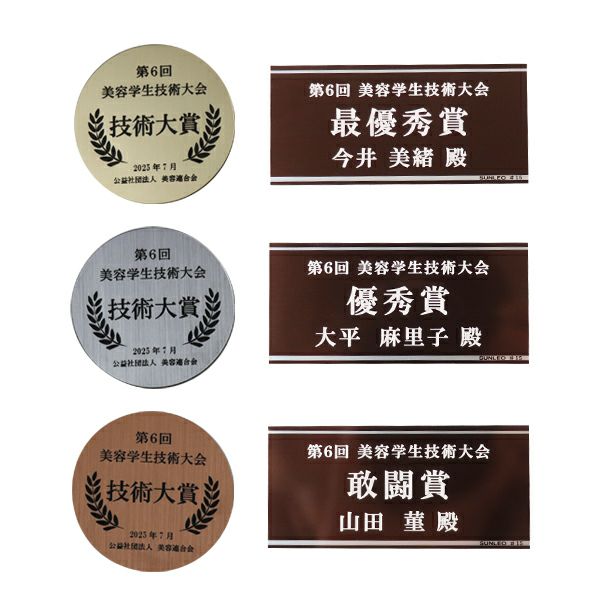 第6回
美容学生技術大会
技術大賞
2025年7月
公益社団法人 美容連合会
第6回 美容学生技術大会
最優秀賞
今井 美緒 殿
SUNLEO #15
第6回
美容学生技術大会
技術大賞
2025年7月
公益社団法人 美容連合会
第6回 美容学生技術大会
優秀賞
大平 麻里子 殿
SUNLEO #15
第6回
美容学生技術大会
技術大賞
2025年7月
公益社団法人 美容連合会
第6回 美容学生技術大会
敢闘賞
山田 菫 殿
SUNLEO #15